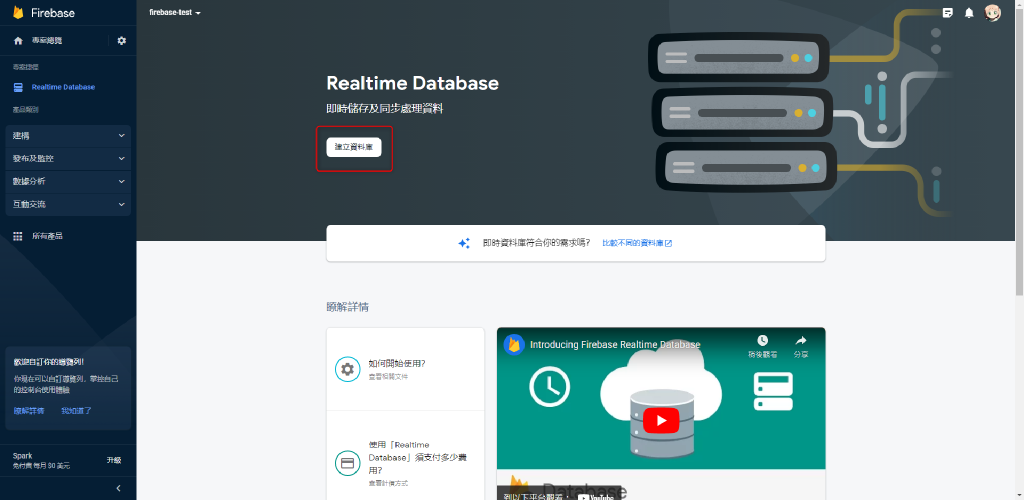 Firebase
專案總覽
專案捷徑
Realtime Database
產品類別
建構
發布及監控
數據分析
互動交流
所有產品
歡迎自訂你的導覽列!
你現在可以自訂導覽列，掌控自己
的控制台使用體驗
瞭解詳情 我知道了
Spark
免付費 每月 $0 美元
升級
firebase-test
Realtime Database
即時儲存及同步處理資料
建立資料庫
即時資料庫符合你的需求嗎? 比較不同的資料庫
瞭解詳情
如何開始使用?
查看相關文件
使用「Realtime
Database」須支付多少費
用?
查看計價方式
Introducing Firebase Realtime Database
稍後觀看 分享
Database
到以下平台觀看： YouTube